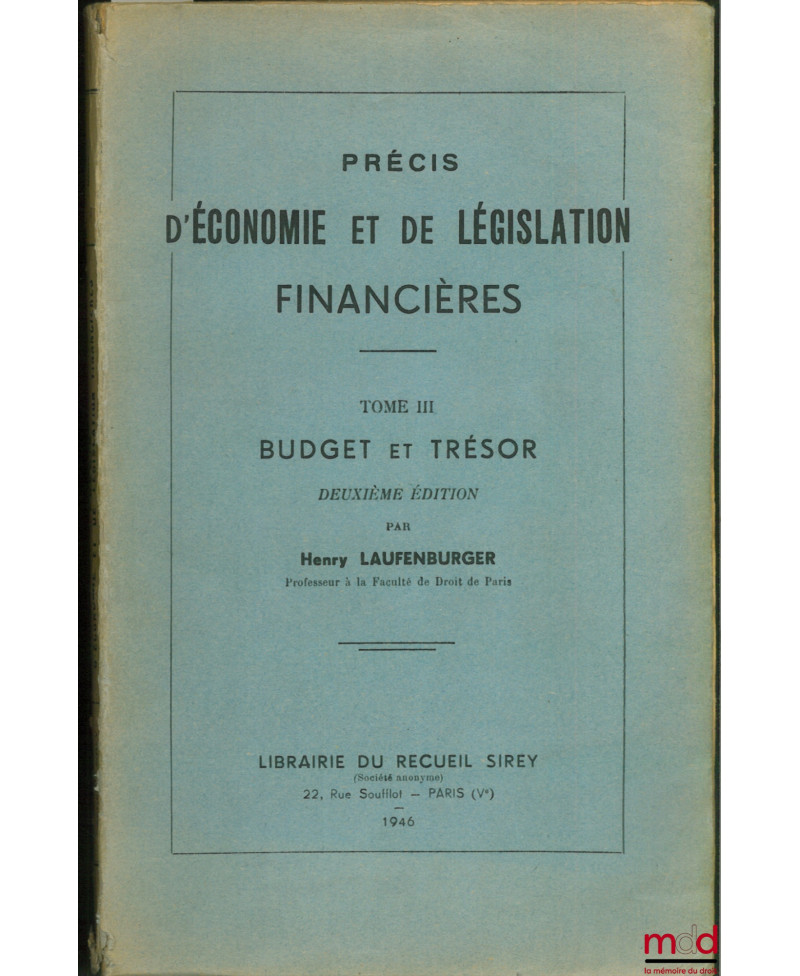 PRÉCIS
D'ÉCONOMIE ET DE LÉGISLATION
FINANCIÈRES
TOME III
BUDGET ET TRÉSOR
DEUXIÈME ÉDITION
PAR
Henry LAUFENBURGER
Professeur à la Faculté de Droit de Paris
LIBRAIRIE DU RECUEIL SIREY
(Société anonyme)
22, Rue Soufflot — PARIS (Vᵉ)
1946
mdd
la mémoire du droit